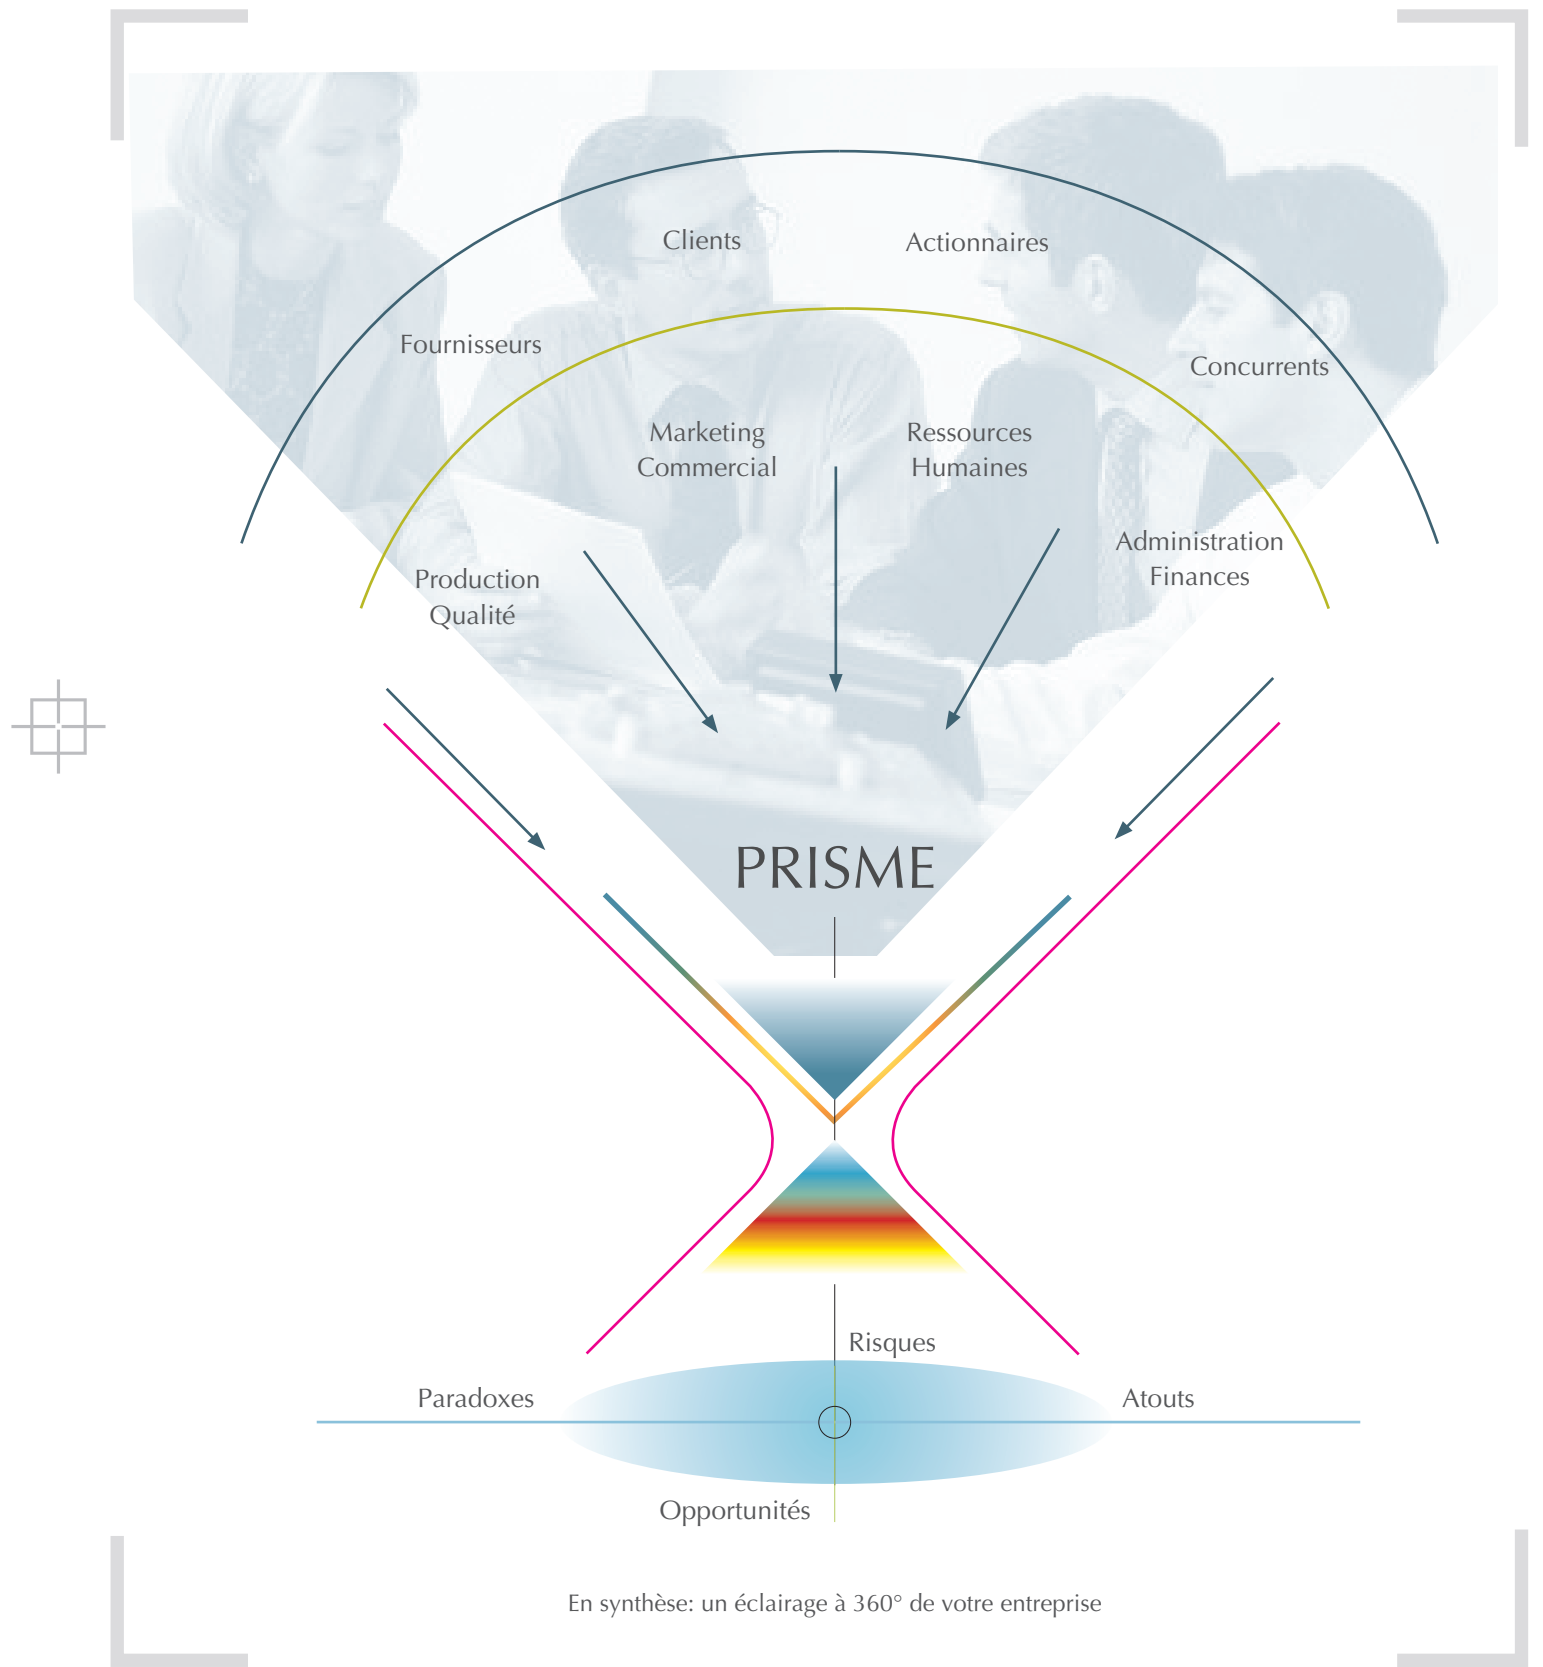 Clients
Actionnaires
Fournisseurs
Concurrents
Marketing
Commercial
Ressources
Humaines
Administration
Finances
Production
Qualité
PRISME
Risques
Paradoxes
Atouts
Opportunités
En synthèse: un éclairage à 360° de votre entreprise